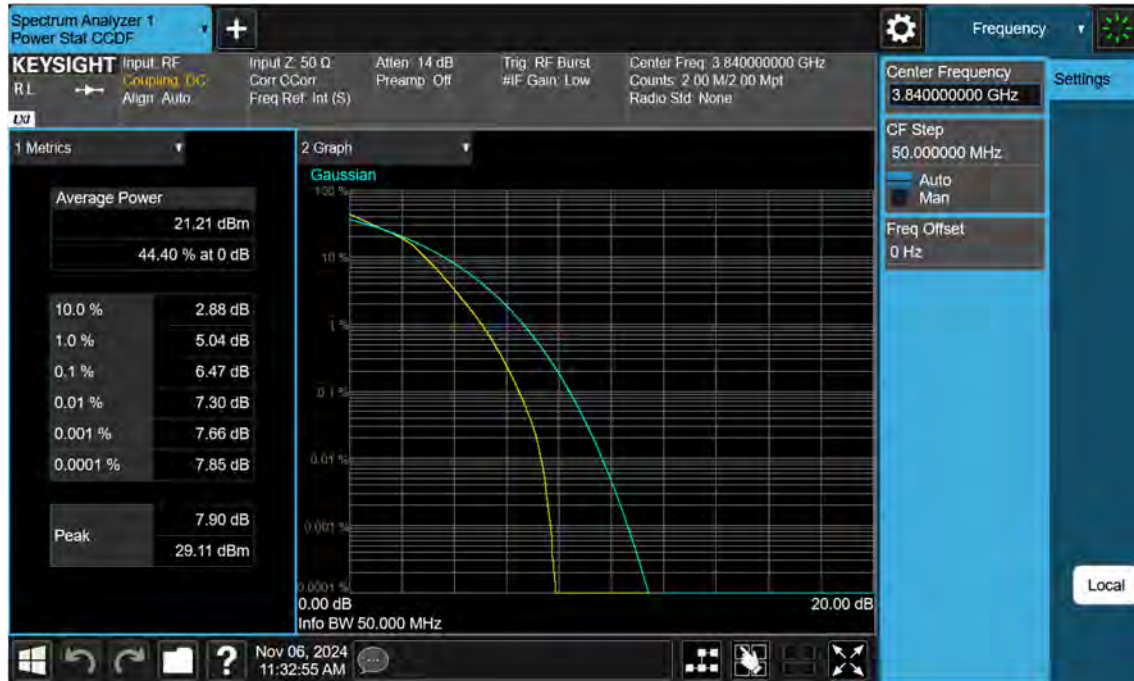 Spectrum Analyzer 1
Power Stat CCDF
+
Frequency
KEYSIGHT
RL
LXI
Input: RF
Coupling: DC
Align: Auto
Input Z: 50 Ω
Corr CCorr
Freq Ref: Int (S)
Atten: 14 dB
Preamp: Off
Trig: RF Burst
#IF Gain: Low
Center Freq: 3.840000000 GHz
Counts: 2.00 M/2.00 Mpt
Radio Std: None
Center Frequency
3.840000000 GHz
Settings
CF Step
50.000000 MHz
Auto
Man
Freq Offset
0 Hz
Local
1 Metrics
Average Power
21.21 dBm
44.40 % at 0 dB
10.0 % 2.88 dB
1.0 % 5.04 dB
0.1 % 6.47 dB
0.01 % 7.30 dB
0.001 % 7.66 dB
0.0001 % 7.85 dB
Peak
7.90 dB
29.11 dBm
2 Graph
Gaussian
100 %
10 %
1 %
0.1 %
0.01 %
0.001 %
0.0001 %
0.00 dB 20.00 dB
Info BW 50.000 MHz
?
Nov 06, 2024
11:32:55 AM